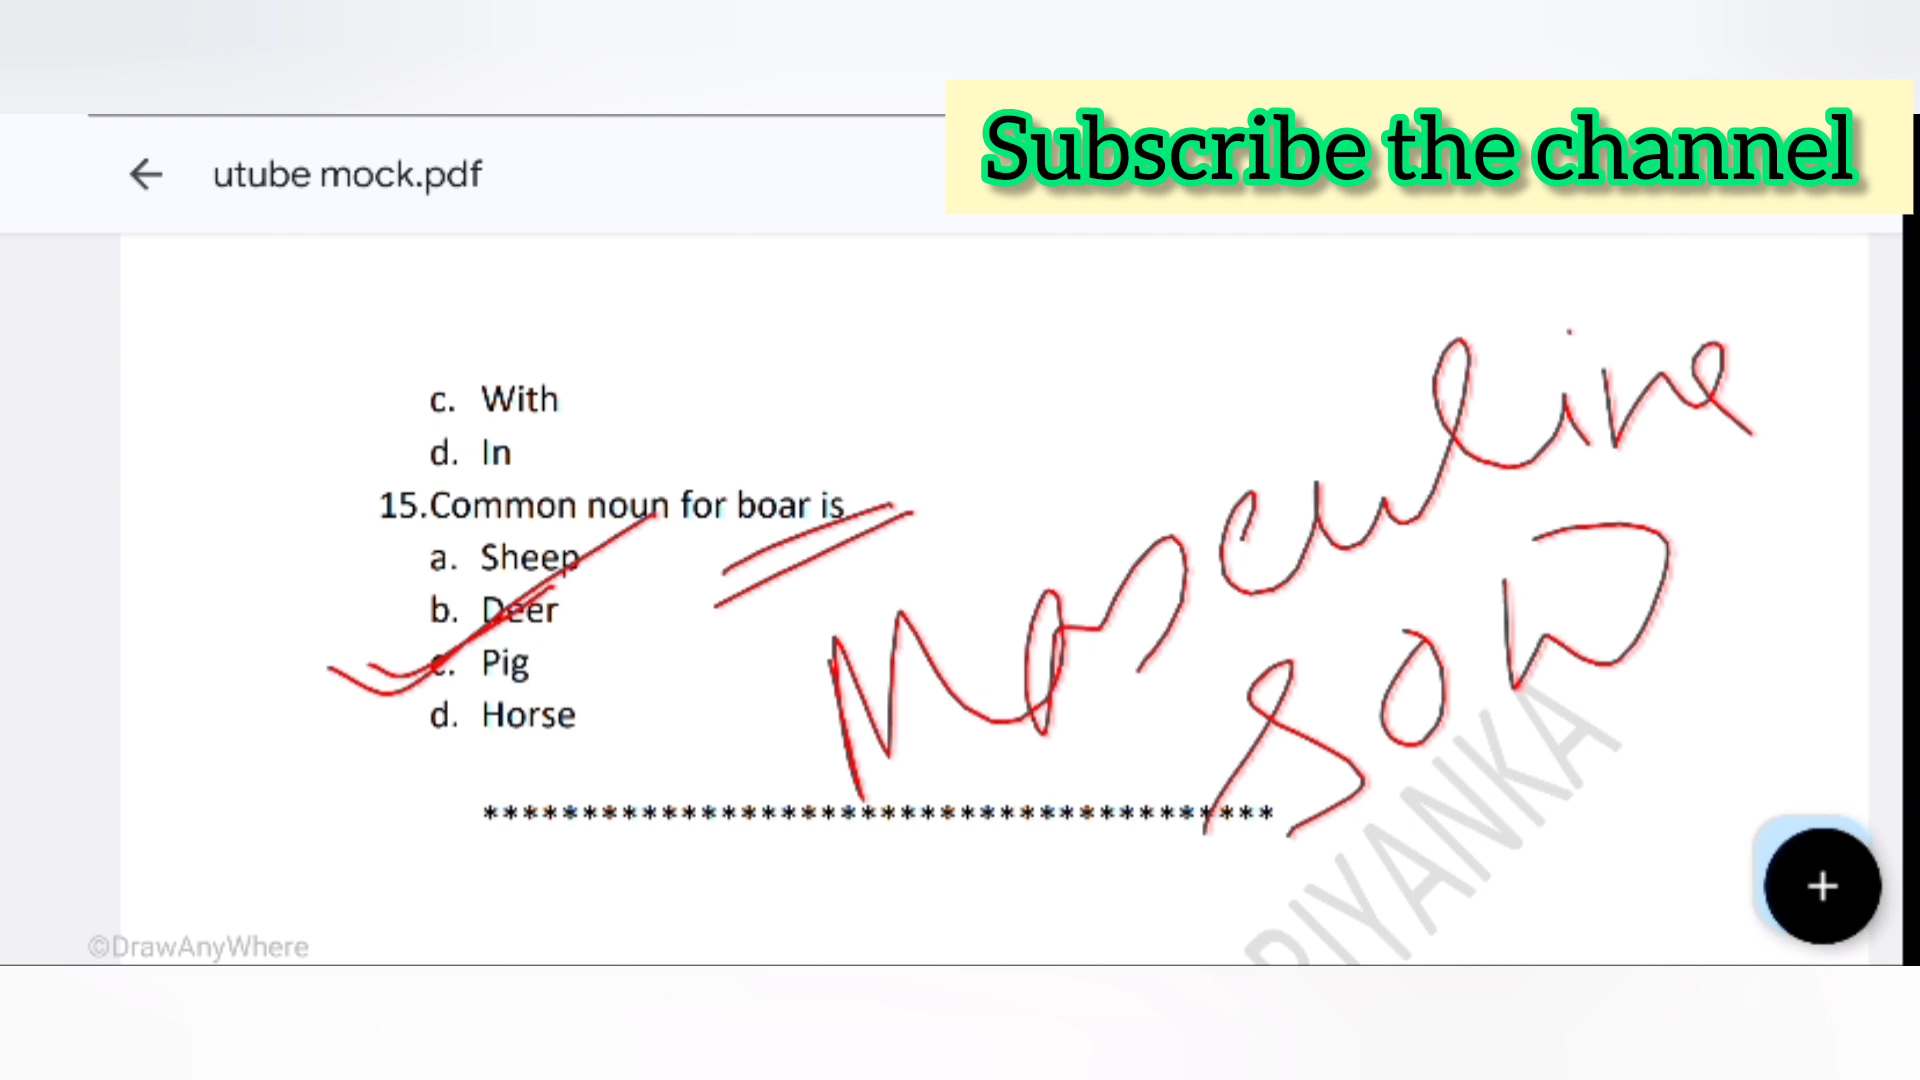 Subscribe the channel
utube mock.pdf
c. With
d. In
15.Common noun for boar is
a. Sheep
b. Deer
c. Pig
d. Horse
Masculine
Sow
****************************************
PRIYANKA
©DrawAnyWhere
+